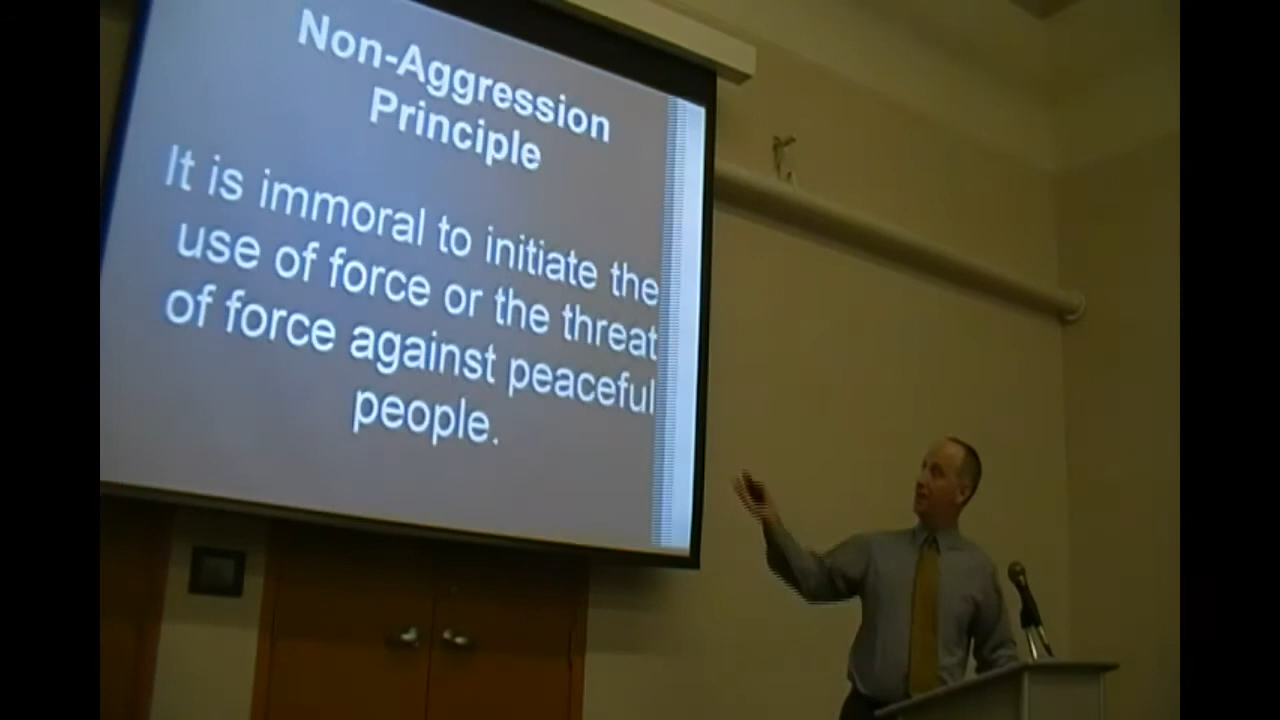 Non-Aggression
Principle
It is immoral to initiate the
use of force or the threat
of force against peaceful
people.